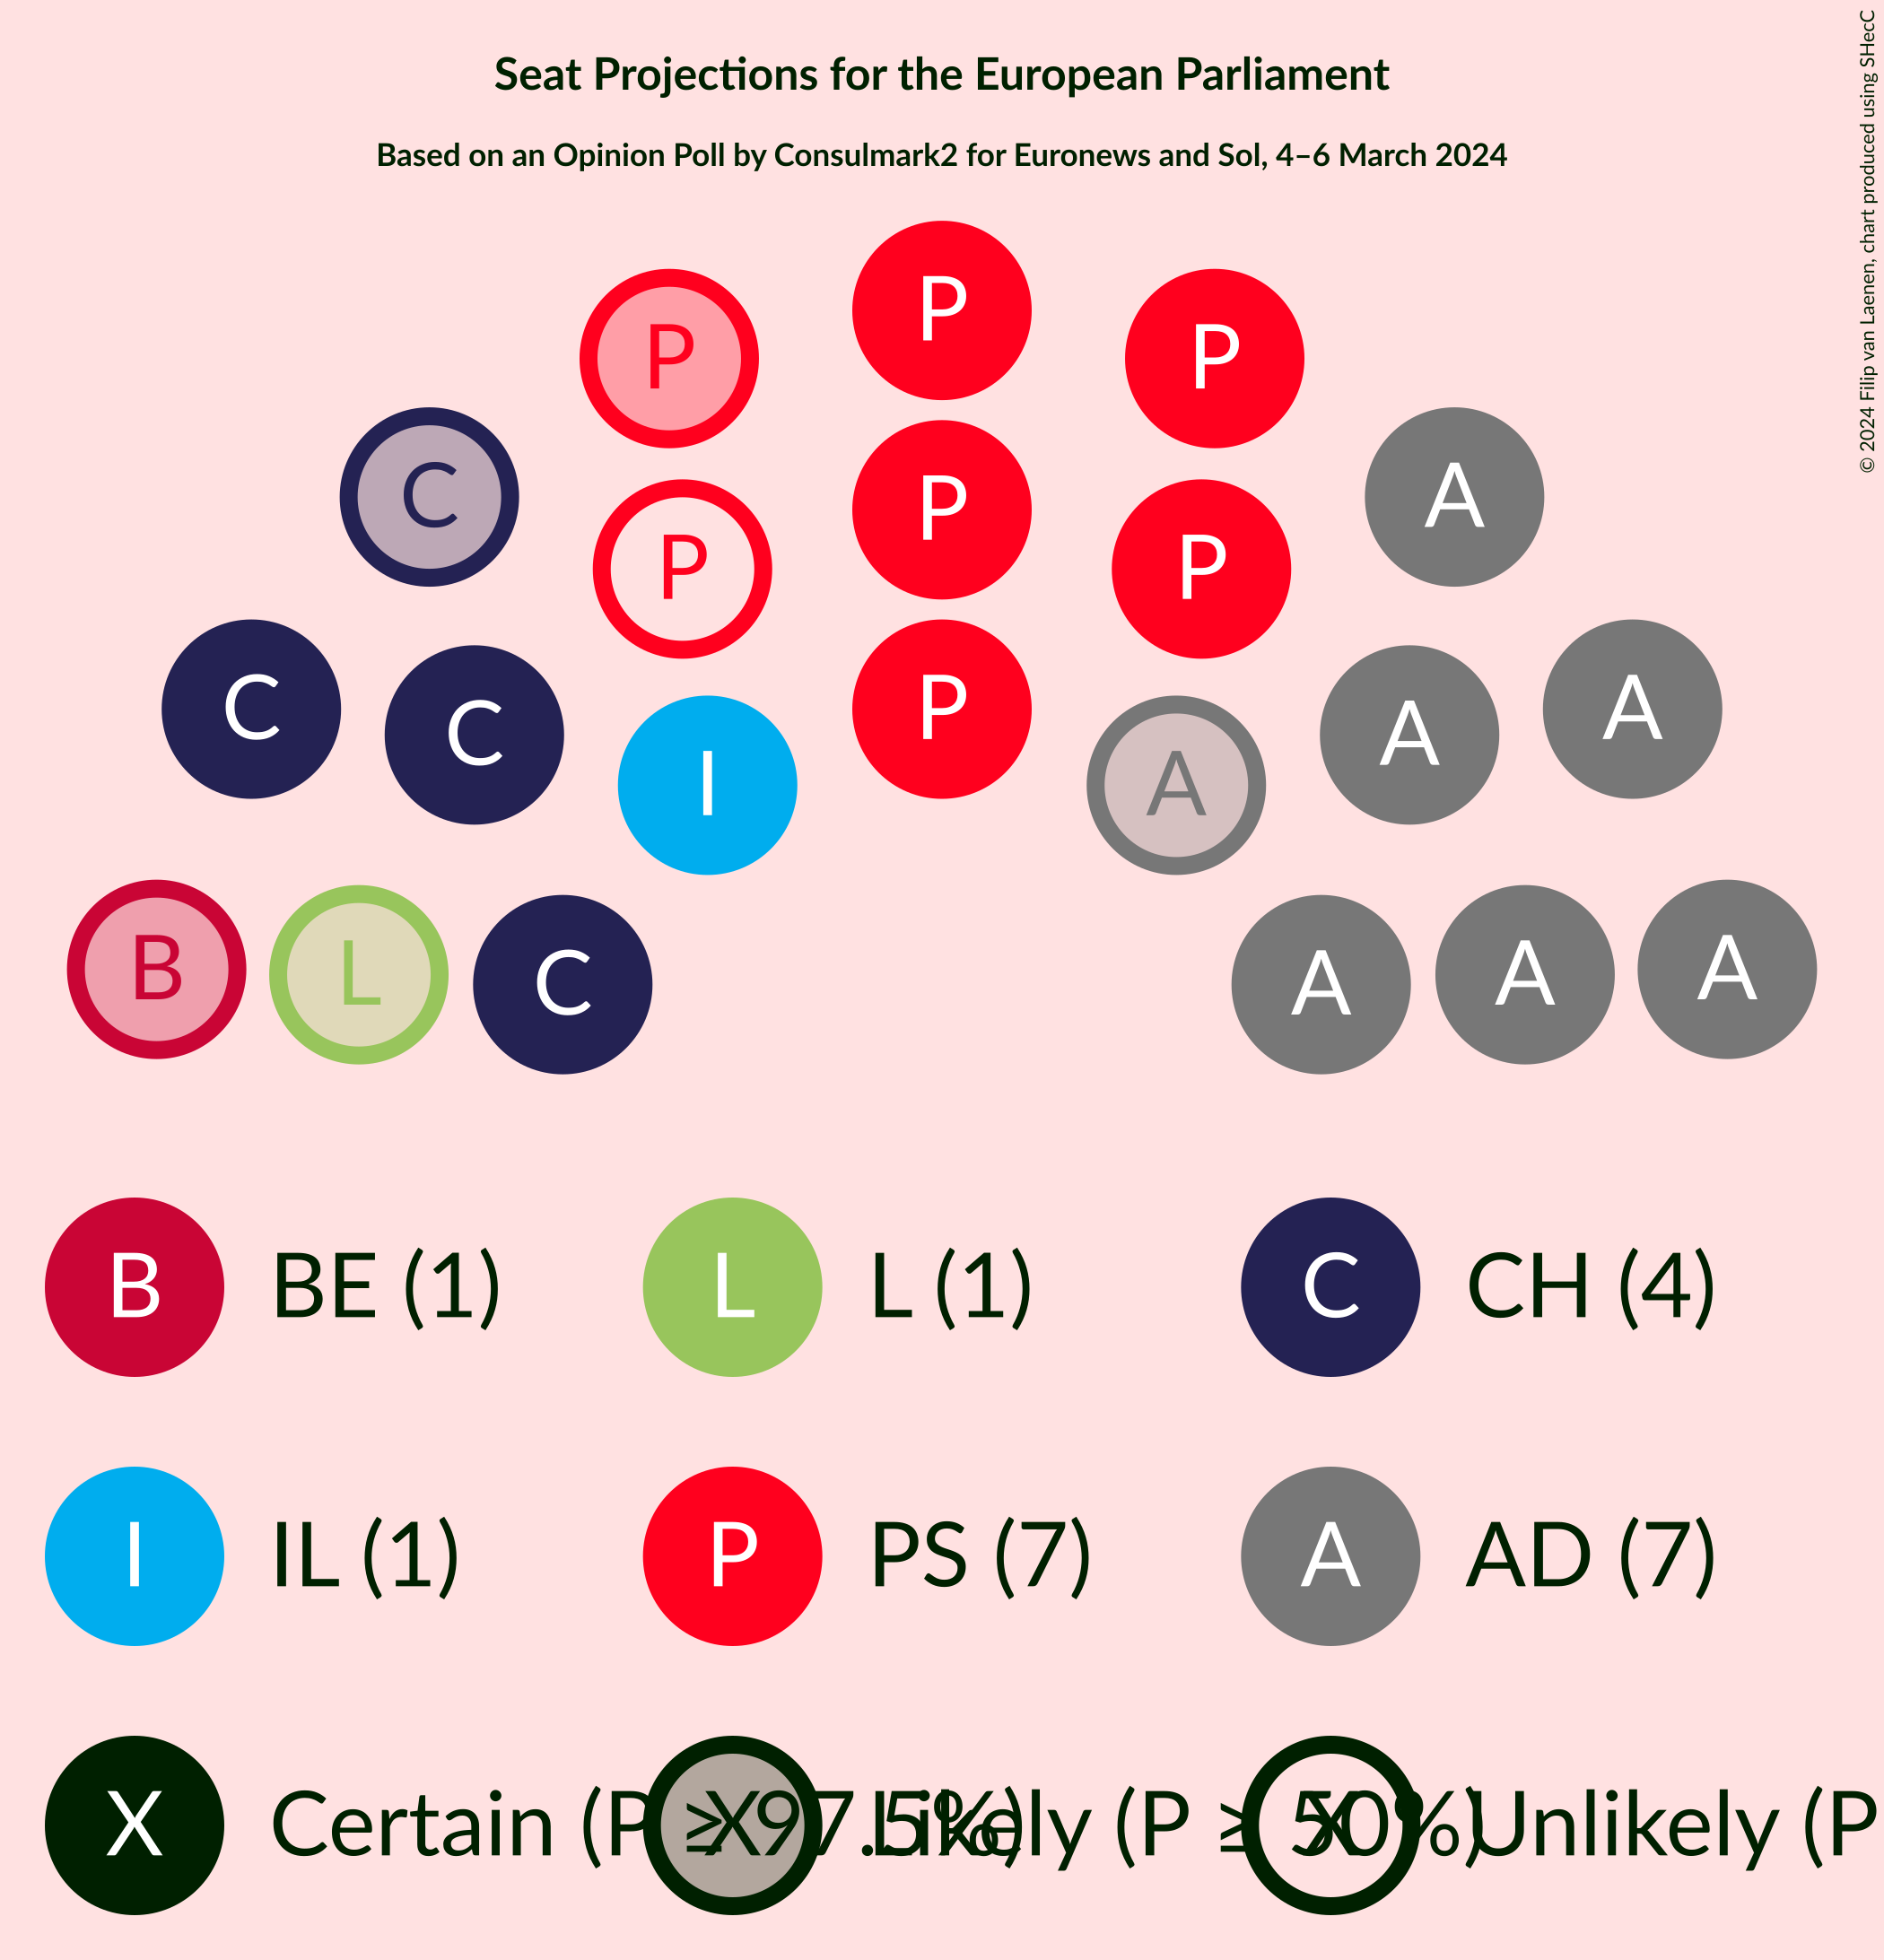 Seat Projections for the European Parliament
Based on an Opinion Poll by Consulmark2 for Euronews and Sol, 4–6 March 2024
© 2024 Filip van Laenen, chart produced using SHecC
P
P P
P
C A
P P P
C A
C P A
I A
B L C A A A
B BE (1) L L (1) C CH (4)
I IL (1) P PS (7) A AD (7)
X Certain (P ≥ 97.5%) X Likely (P ≥ 50%) X Unlikely (P